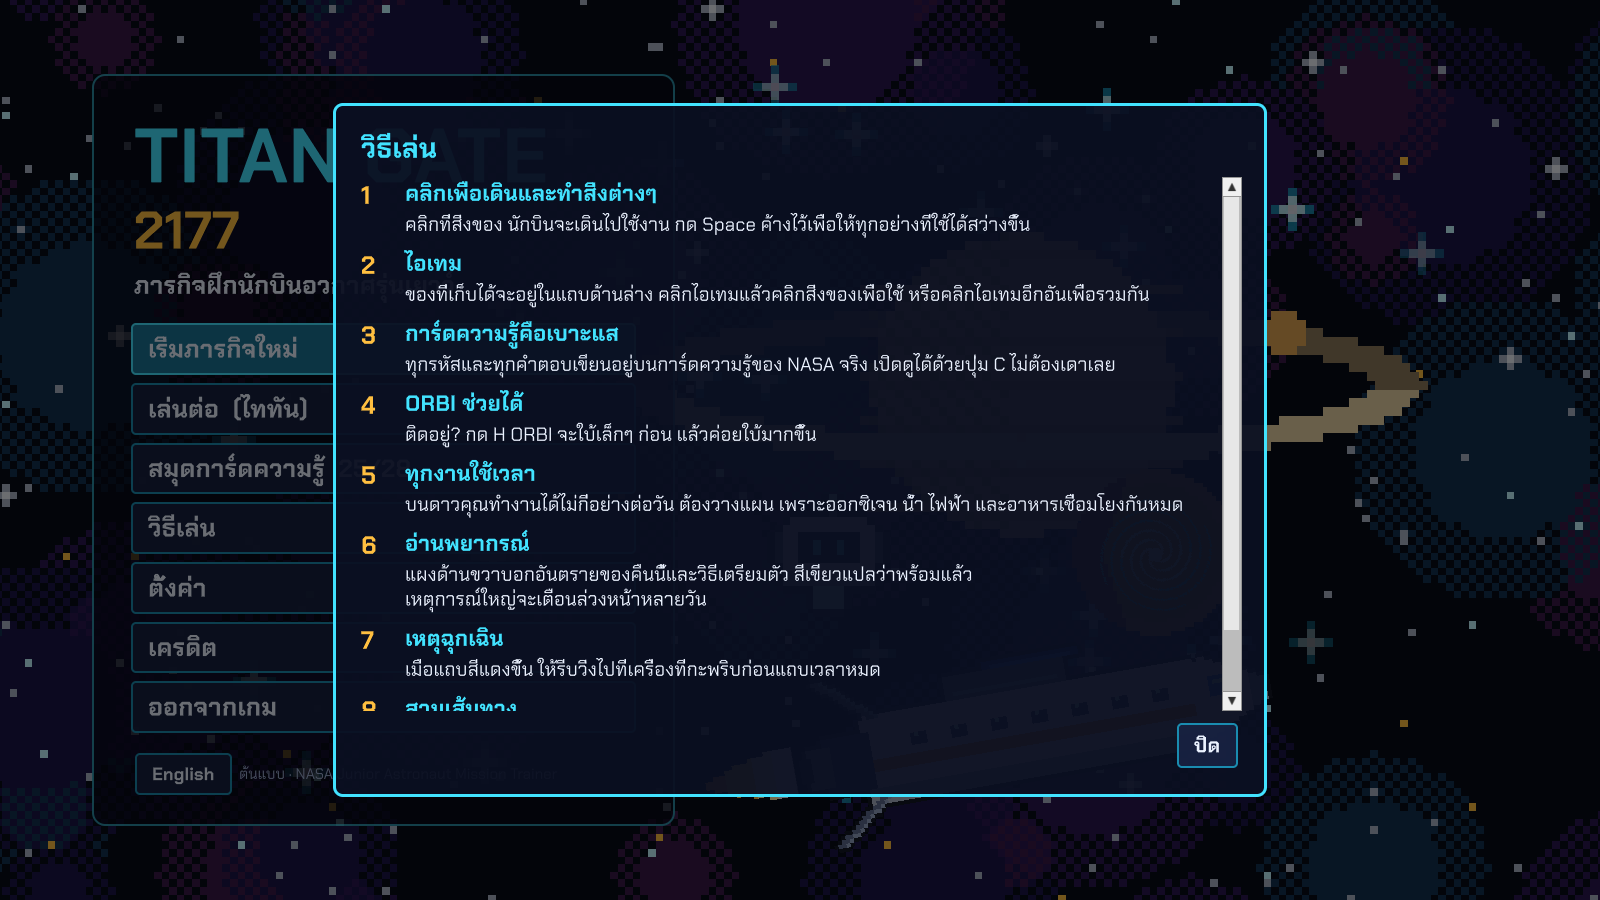 TITAN GATE
2177
ภารกิจฝึกนักบินอวกาศรุ่น
เริ่มภารกิจใหม่
เล่นต่อ (ไททัน)
สมุดการ์ดความรู้
วิธีเล่น
ตั้งค่า
เครดิต
ออกจากเกม
English
ต้นแบบ · NASA Junior Astronaut Mission Trainer
วิธีเล่น
1 คลิกเพื่อเดินและทำสิ่งต่างๆ
คลิกที่สิ่งของ นักบินจะเดินไปใช้งาน กด Space ค้างไว้เพื่อให้ทุกอย่างที่ใช้ได้สว่างขึ้น
2 ไอเทม
ของที่เก็บได้จะอยู่ในแถบด้านล่าง คลิกไอเทมแล้วคลิกสิ่งของเพื่อใช้ หรือคลิกไอเทมอีกอันเพื่อรวมกัน
3 การ์ดความรู้คือเบาะแส
ทุกรหัสและทุกคำตอบเขียนอยู่บนการ์ดความรู้ของ NASA จริง เปิดดูได้ด้วยปุ่ม C ไม่ต้องเดาเลย
4 ORBI ช่วยได้
ติดอยู่? กด H ORBI จะใบ้เล็กๆ ก่อน แล้วค่อยใบ้มากขึ้น
5 ทุกงานใช้เวลา
บนดาวคุณทำงานได้ไม่กี่อย่างต่อวัน ต้องวางแผน เพราะออกซิเจน น้ำ ไฟฟ้า และอาหารเชื่อมโยงกันหมด
6 อ่านพยากรณ์
แผงด้านขวาบอกอันตรายของคืนนี้และวิธีเตรียมตัว สีเขียวแปลว่าพร้อมแล้ว
เหตุการณ์ใหญ่จะเตือนล่วงหน้าหลายวัน
7 เหตุฉุกเฉิน
เมื่อแถบสีแดงขึ้น ให้รีบวิ่งไปที่เครื่องที่กะพริบก่อนแถบเวลาหมด
8 สามเส้นทาง
ปิด